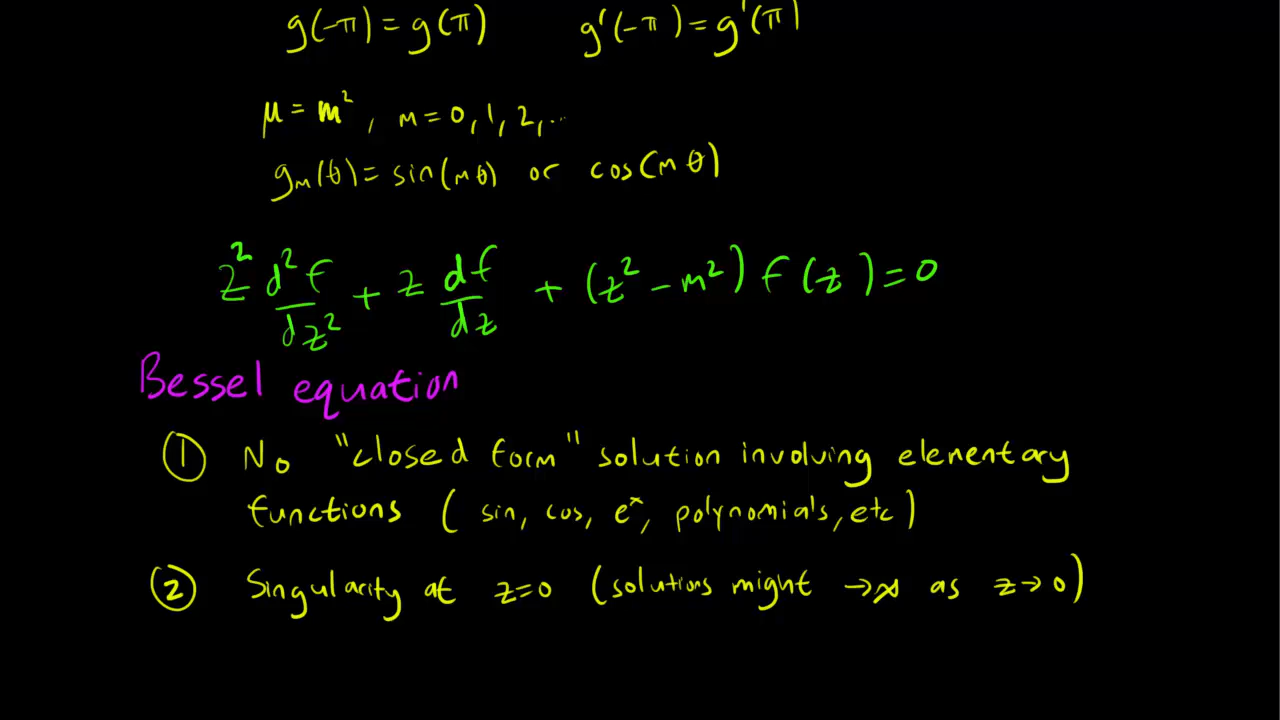 g(-π) = g(π) g'(-π) = g'(π)
μ = m², m = 0, 1, 2, ...
gₘ(θ) = sin(mθ) or cos(mθ)
z² d²f/dz² + z df/dz + (z² - m²) f(z) = 0
Bessel equation
① No "closed form" solution involving elementary
functions (sin, cos, eˣ, polynomials, etc)
② Singularity at z=0 (solutions might →∞ as z→0)